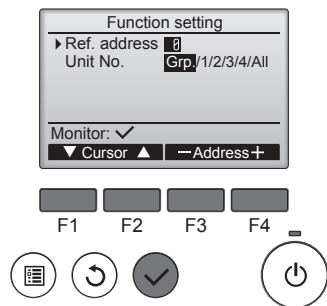 Function setting
Ref. address 0
Unit No. Grp./1/2/3/4/All
Monitor: ✓
▼ Cursor ▲ −Address+
F1 F2 F3 F4